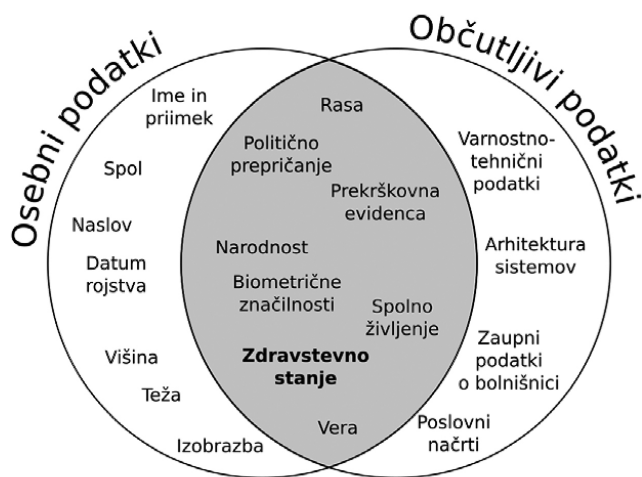 Osebni podatki
Občutljivi podatki
Ime in
priimek
Spol
Naslov
Datum
rojstva
Višina
Teža
Izobrazba
Rasa
Politično
prepričanje
Prekrškovna
evidenca
Narodnost
Biometrične
značilnosti
Spolno
življenje
Zdravstevno
stanje
Vera
Varnostno-
tehnični
podatki
Arhitektura
sistemov
Zaupni
podatki
o bolnišnici
Poslovni
načrti